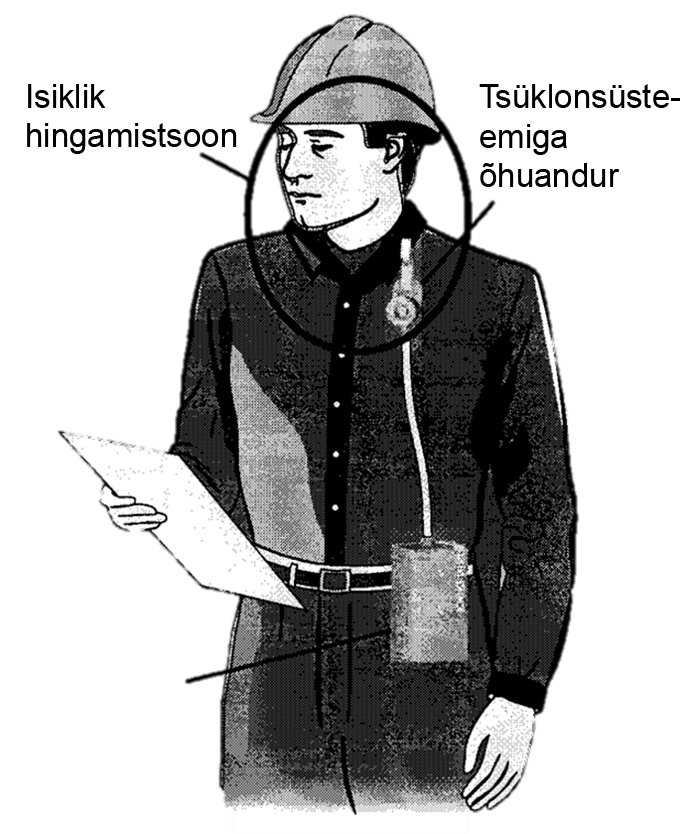 Isiklik
hingamistsoon
Tsüklonsüste-
emiga
õhuandur